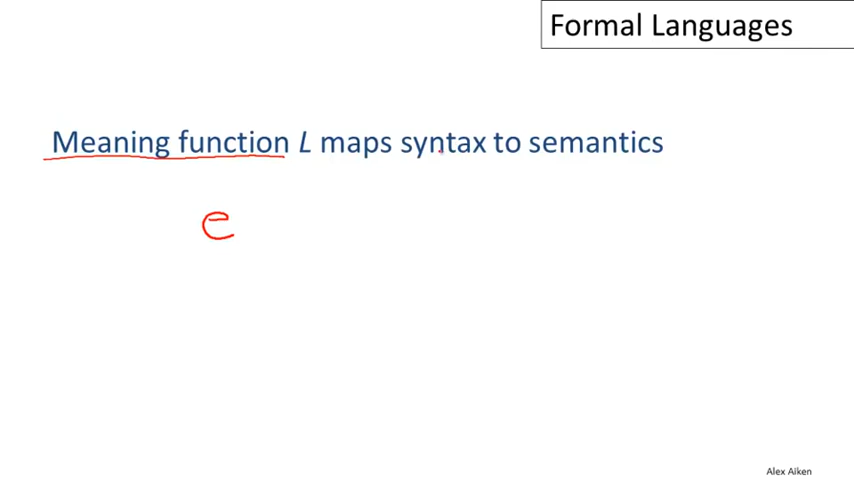 Formal Languages
Meaning function L maps syntax to semantics
e
Alex Aiken